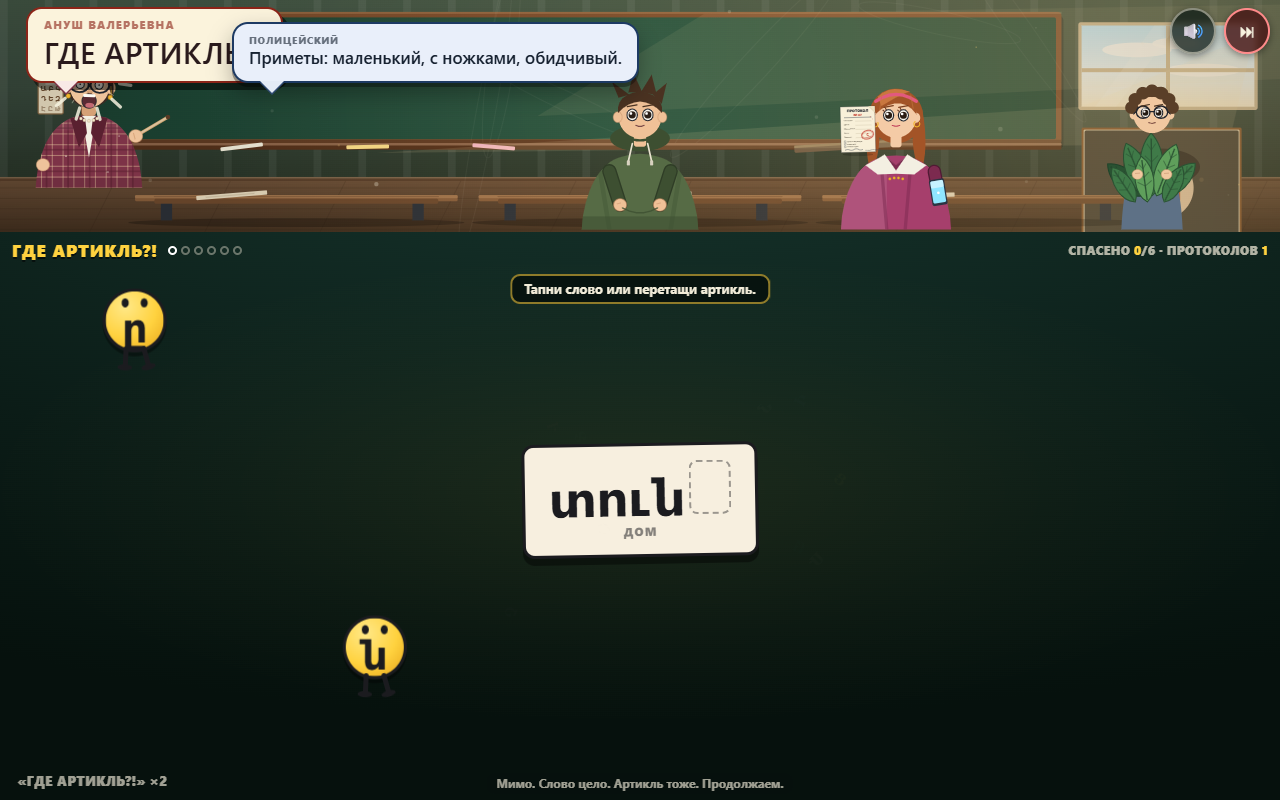 АНУШ ВАЛЕРЬЕВНА
ГДЕ АРТИКЛЬ
ПОЛИЦЕЙСКИЙ
Приметы: маленький, с ножками, обидчивый.
ПРОТОКОЛ
ГДЕ АРТИКЛЬ?!
СПАСЕНО 0/6 · ПРОТОКОЛОВ 1
Тапни слово или перетащи артикль.
ը
տուն
ДОМ
ն
«ГДЕ АРТИКЛЬ?!» ×2
Мимо. Слово цело. Артикль тоже. Продолжаем.